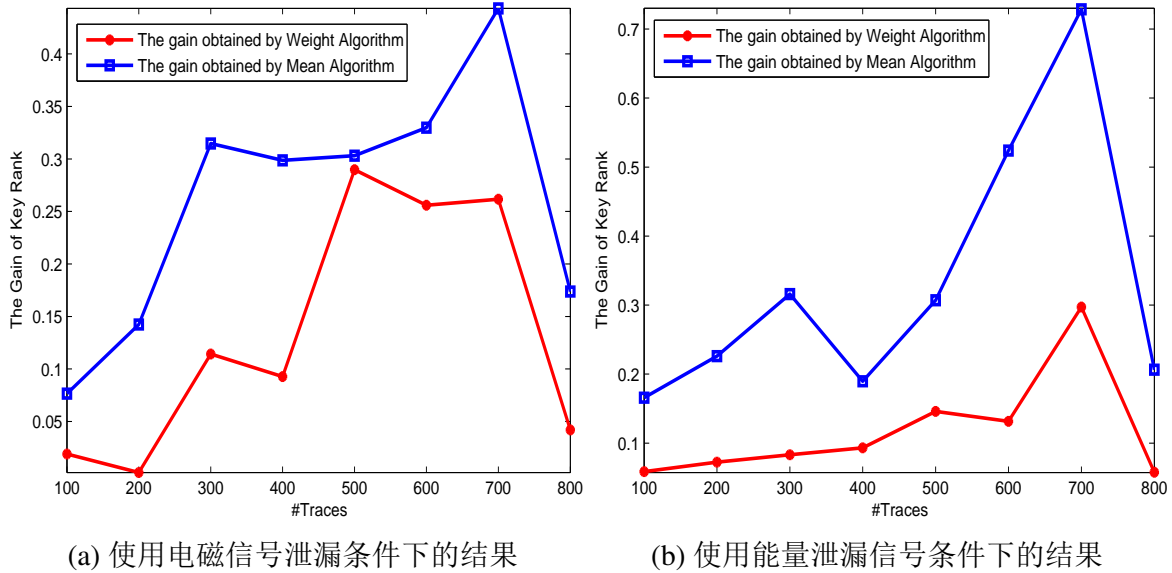 The gain obtained by Weight Algorithm
The gain obtained by Mean Algorithm
The Gain of Key Rank
0.4
0.35
0.3
0.25
0.2
0.15
0.1
0.05
100 200 300 400 500 600 700 800
#Traces
(a) 使用电磁信号泄漏条件下的结果
The gain obtained by Weight Algorithm
The gain obtained by Mean Algorithm
The Gain of Key Rank
0.7
0.6
0.5
0.4
0.3
0.2
0.1
100 200 300 400 500 600 700 800
#Traces
(b) 使用能量泄漏信号条件下的结果